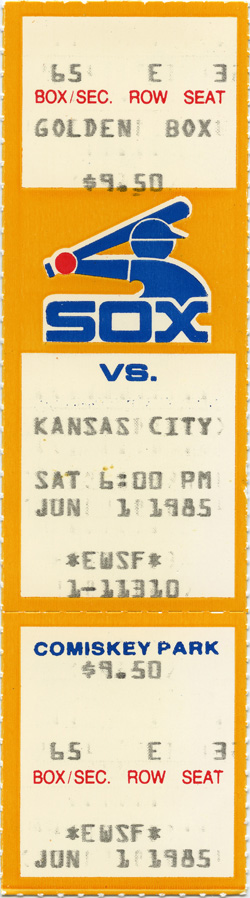 65 E 3
BOX/SEC. ROW SEAT
GOLDEN BOX
$9.50
SOX
VS.
KANSAS CITY
SAT 6:00 PM
JUN 1 1985
*EWSF*
1-11310
COMISKEY PARK
$9.50
65 E 3
BOX/SEC. ROW SEAT
*EWSF*
JUN 1 1985